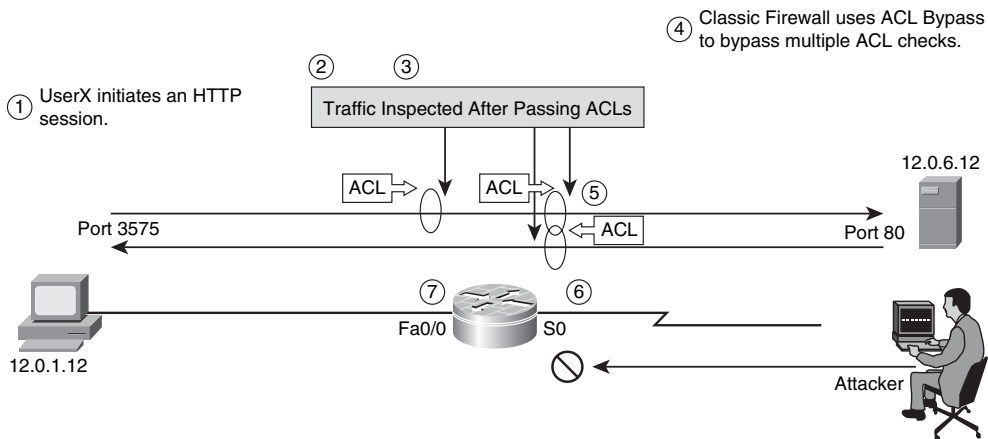 ④ Classic Firewall uses ACL Bypass
to bypass multiple ACL checks.
② ③
① UserX initiates an HTTP
session.
Traffic Inspected After Passing ACLs
12.0.6.12
ACL ACL ⑤
Port 3575 ACL Port 80
⑦ ⑥
Fa0/0 S0
12.0.1.12
Attacker